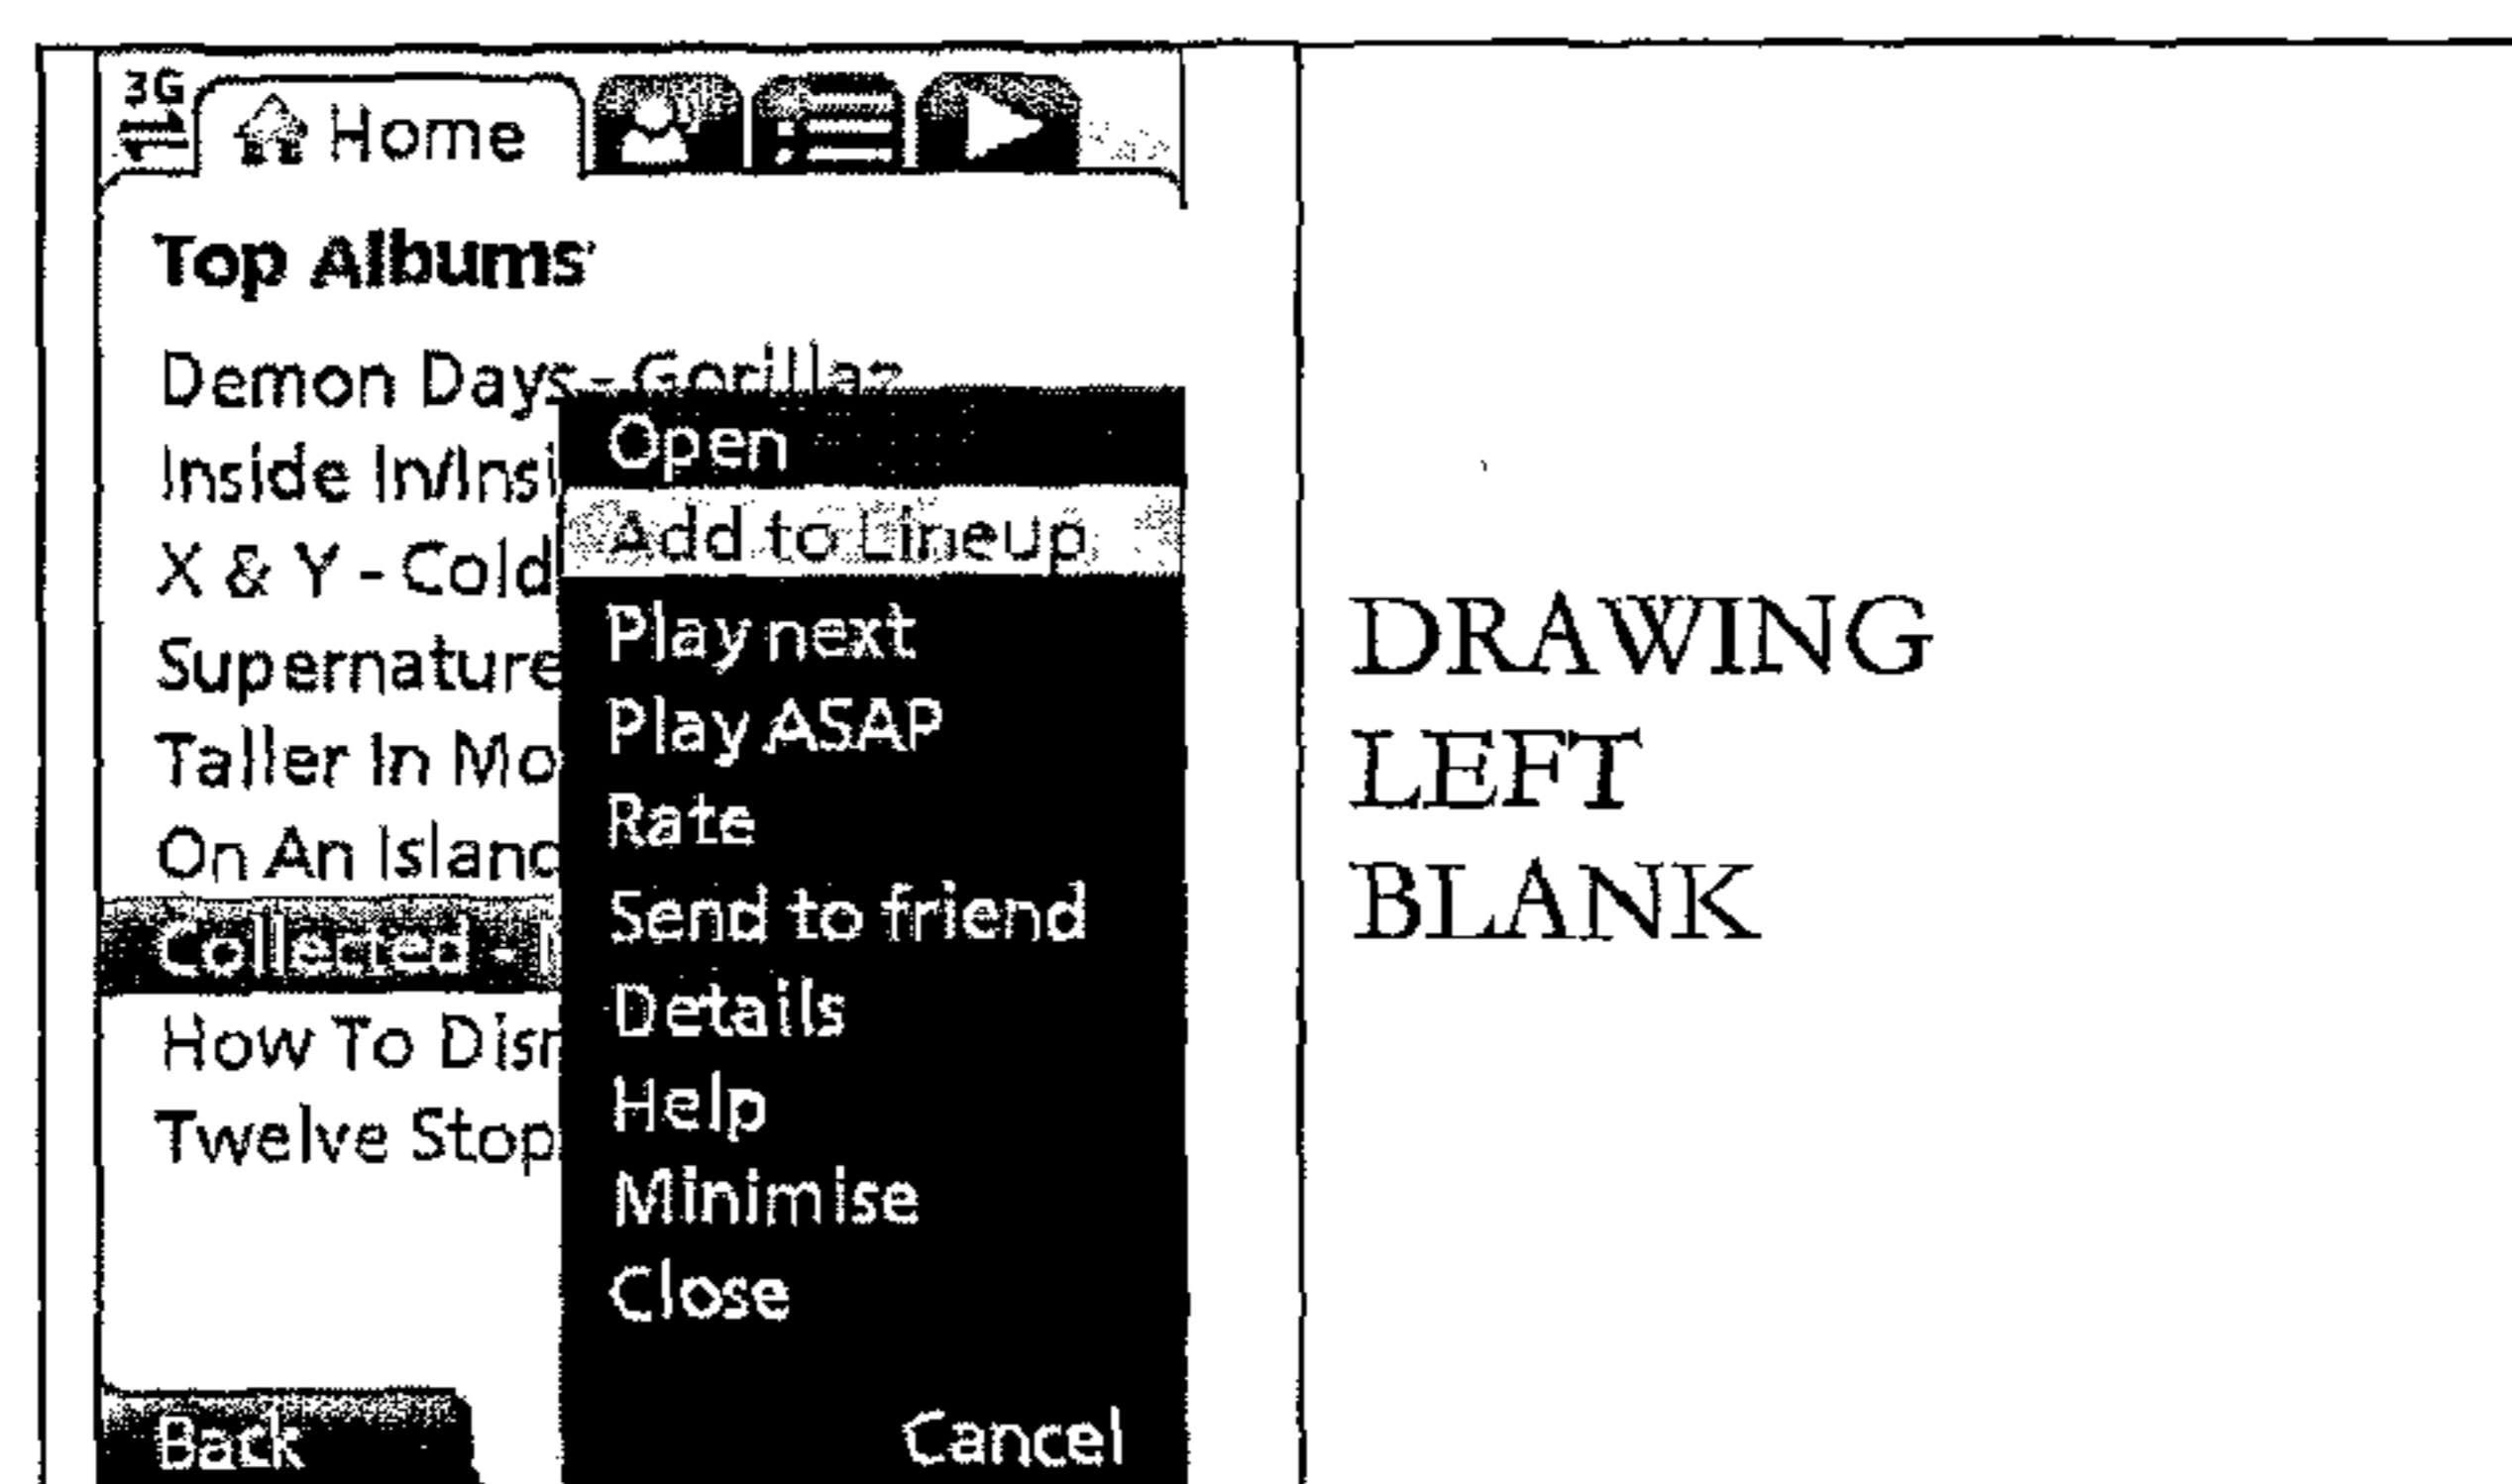 3G
Home
Top Albums
Demon Days - Gorillaz
Inside In/Insi
X & Y - Cold
Supernature
Taller In Mo
On An Island
Collected -
How To Dis
Twelve Stop
Open
Add to Lineup
Play next
Play ASAP
Rate
Send to friend
Details
Help
Minimise
Close
Back
Cancel
DRAWING
LEFT
BLANK